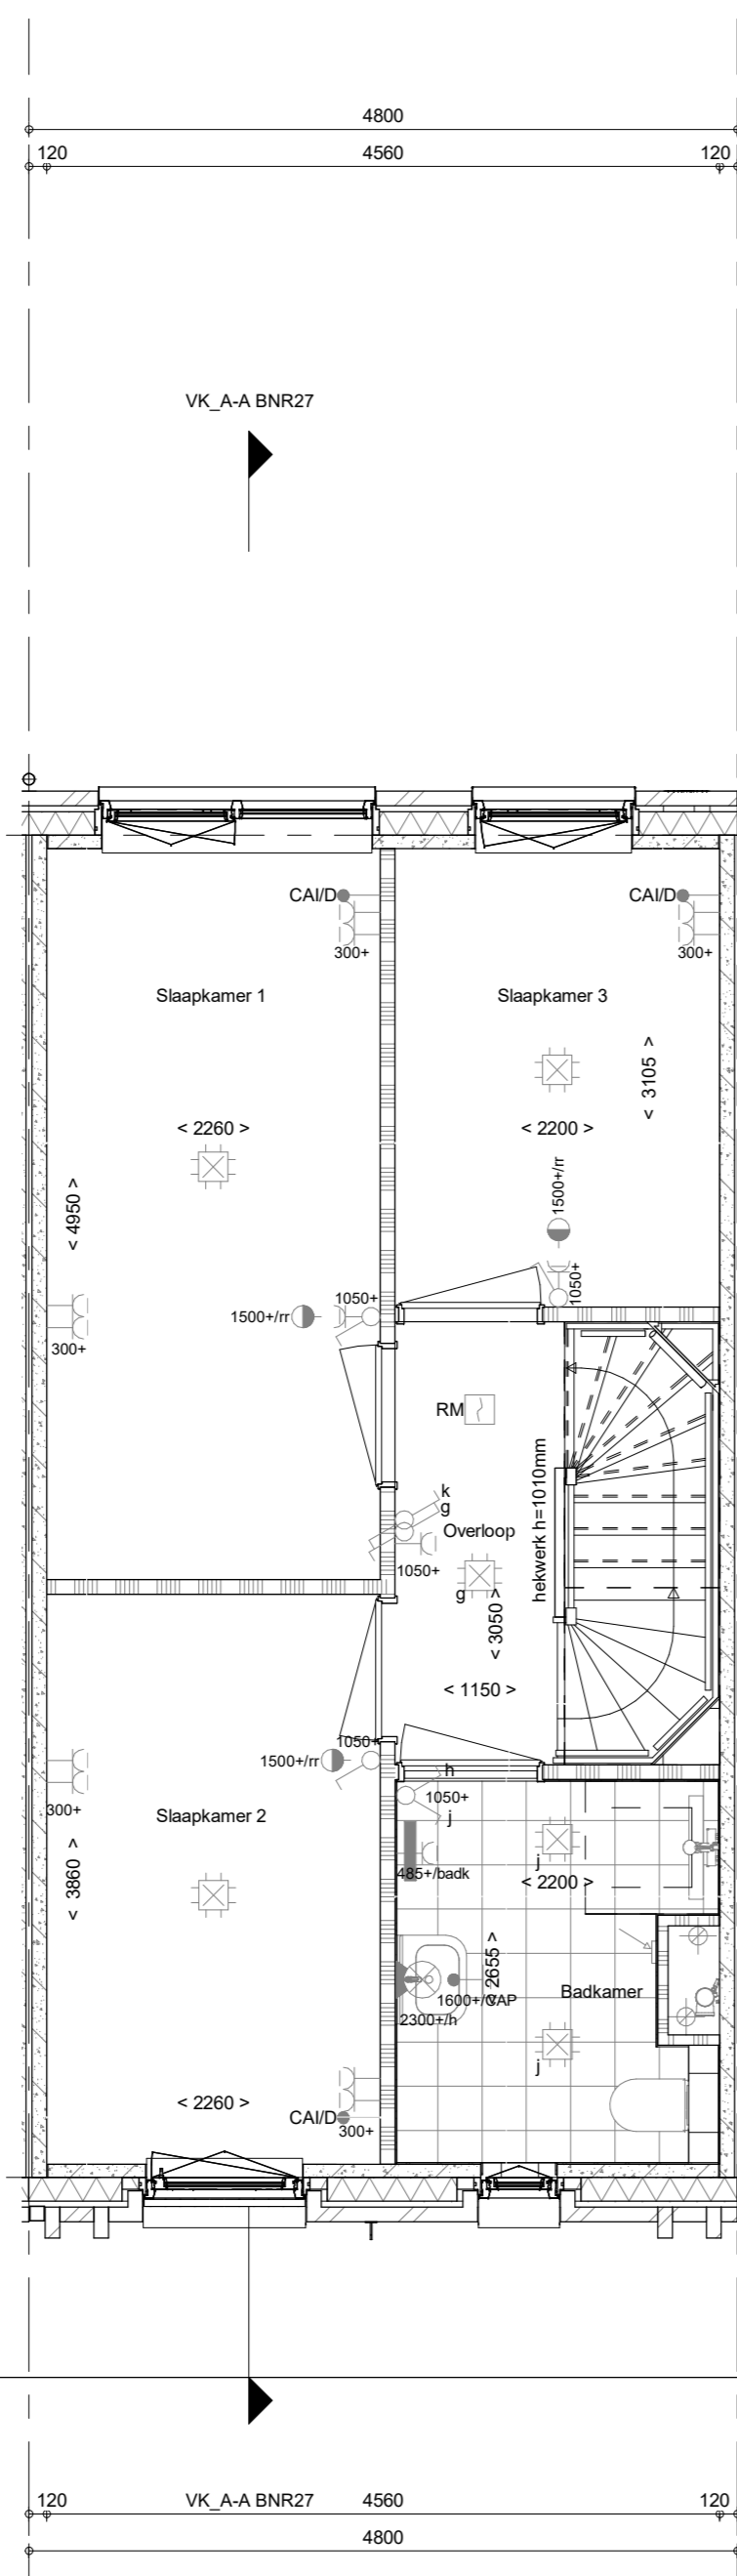 4800
120 4560 120
VK_A-A BNR27
CAI/D CAI/D
300+ 300+
Slaapkamer 1 Slaapkamer 3
< 3105 >
< 2260 > < 2200 >
1500+/rr
< 4950 >
1050+
1050+
1500+/rr
300+
RM
k
g
Overloop
hekwerk h=1010mm
1050+
g
< 3050 >
< 1150 >
1050+
1500+/rr
h
1050+
300+
j
Slaapkamer 2
j
485+/badk
< 2200 >
< 3860 >
< 2655 >
Badkamer
1600+/CAP
2300+/h
j
< 2260 >
CAI/D
300+
120 VK_A-A BNR27 4560 120
4800